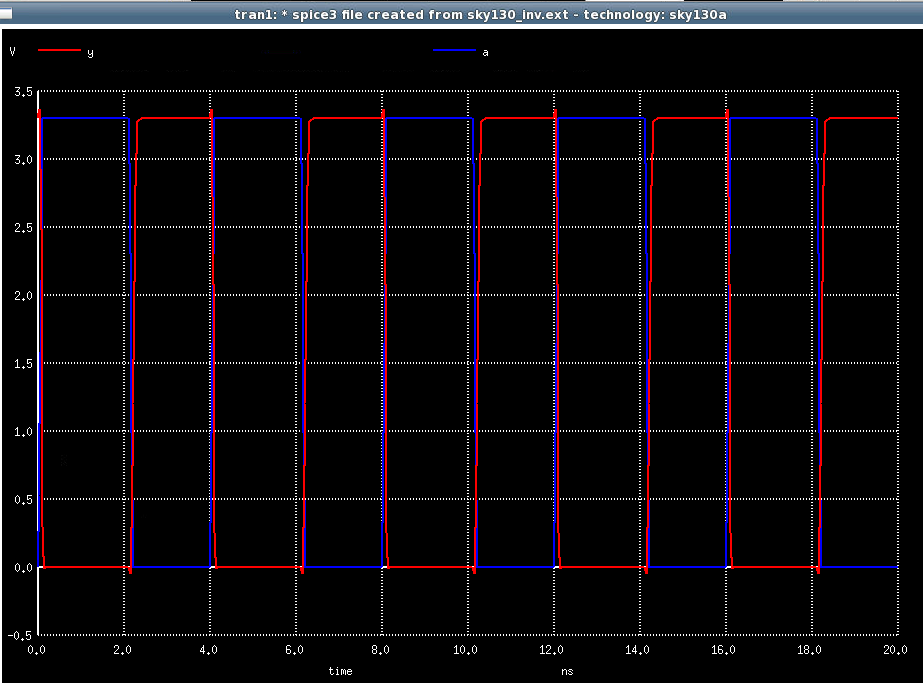 tran1: * spice3 file created from sky130_inv.ext - technology: sky130a
V y a
3.5
3.0
2.5
2.0
1.5
1.0
0.5
0.0
-0.5
0.0 2.0 4.0 6.0 8.0 10.0 12.0 14.0 16.0 18.0 20.0
time ns